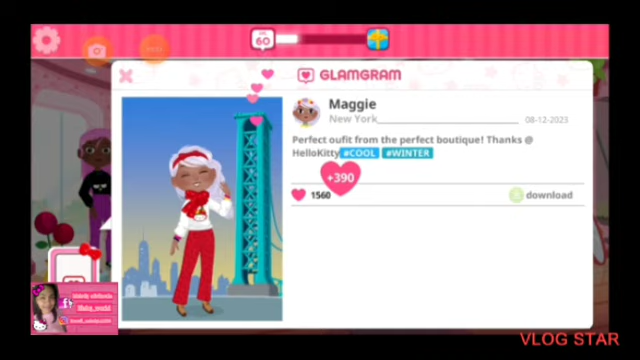 60
GLAMGRAM
Maggie
New York
08-12-2023
Perfect oufit from the perfect boutique! Thanks @
HelloKitty #COOL #WINTER
+390
1560
download
VLOG STAR